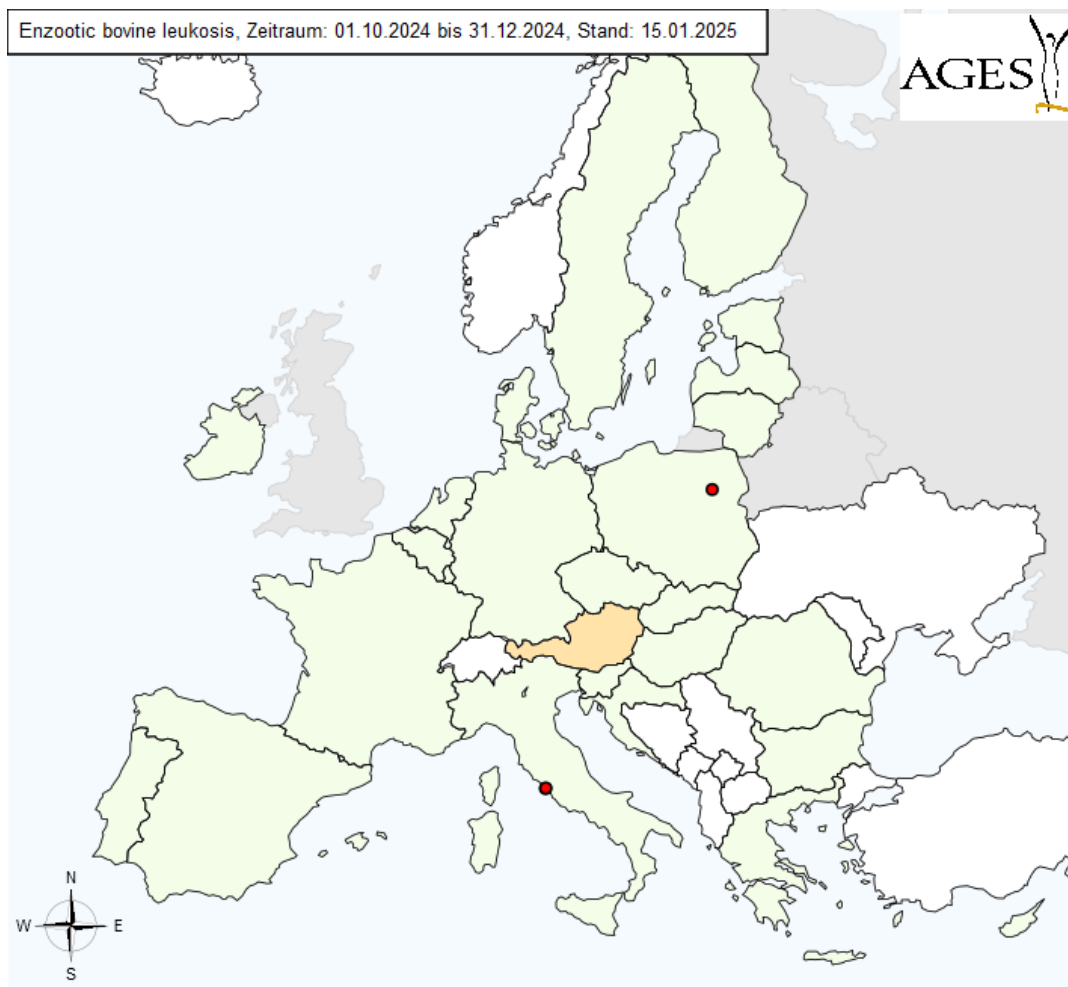 Enzootic bovine leukosis, Zeitraum: 01.10.2024 bis 31.12.2024, Stand: 15.01.2025
AGES
N
W E
S